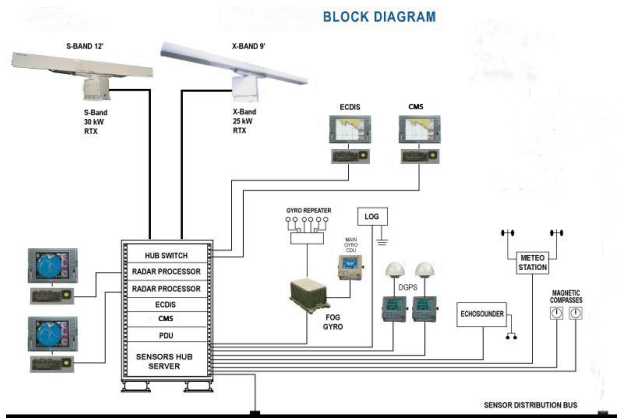 BLOCK DIAGRAM
S-BAND 12'
X-BAND 9'
S-Band
30 kW
RTX
X-Band
25 kW
RTX
ECDIS
CMS
GYRO REPEATER
LOG
MAIN
GYRO
CDU
METEO
STATION
HUB SWITCH
RADAR PROCESSOR
RADAR PROCESSOR
ECDIS
CMS
PDU
SENSORS HUB
SERVER
DGPS
FOG
GYRO
ECHOSOUNDER
MAGNETIC
COMPASSES
SENSOR DISTRIBUTION BUS